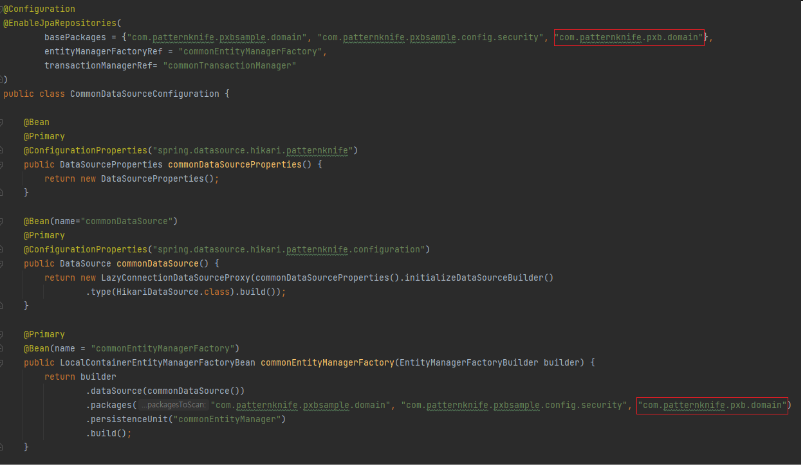 @Configuration
@EnableJpaRepositories(
basePackages = {"com.patternknife.pxbsample.domain", "com.patternknife.pxbsample.config.security", "com.patternknife.pxb.domain"},
entityManagerFactoryRef = "commonEntityManagerFactory",
transactionManagerRef= "commonTransactionManager"
)
public class CommonDataSourceConfiguration {
@Bean
@Primary
@ConfigurationProperties("spring.datasource.hikari.patternknife")
public DataSourceProperties commonDataSourceProperties() {
return new DataSourceProperties();
}
@Bean(name="commonDataSource")
@Primary
@ConfigurationProperties("spring.datasource.hikari.patternknife.configuration")
public DataSource commonDataSource() {
return new LazyConnectionDataSourceProxy(commonDataSourceProperties().initializeDataSourceBuilder()
.type(HikariDataSource.class).build());
}
@Primary
@Bean(name = "commonEntityManagerFactory")
public LocalContainerEntityManagerFactoryBean commonEntityManagerFactory(EntityManagerFactoryBuilder builder) {
return builder
.dataSource(commonDataSource())
.packages( ...packagesToScan: "com.patternknife.pxbsample.domain", "com.patternknife.pxbsample.config.security", "com.patternknife.pxb.domain")
.persistenceUnit("commonEntityManager")
.build();
}